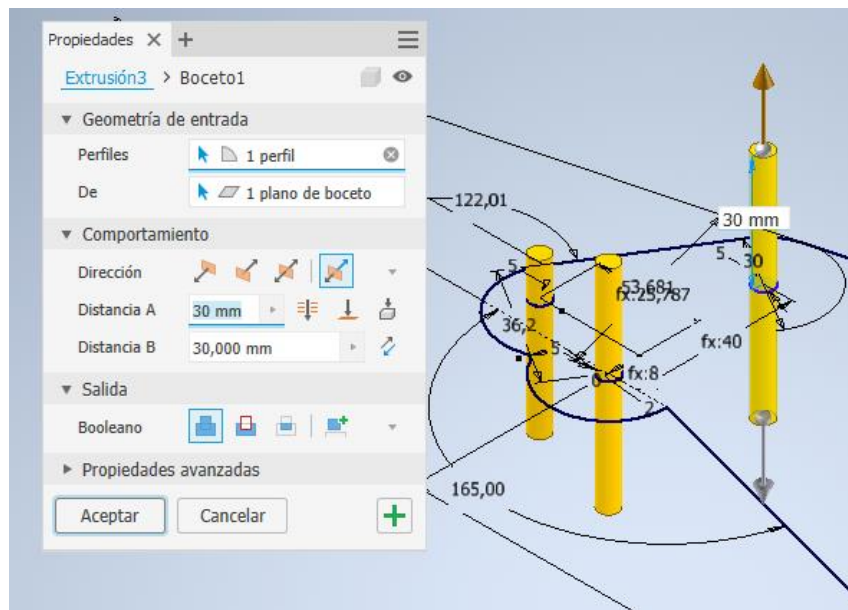 Propiedades × +
Extrusión3 > Boceto1
Geometría de entrada
Perfiles 1 perfil
De 1 plano de boceto
Comportamiento
Dirección
Distancia A 30 mm
Distancia B 30,000 mm
Salida
Booleano
Propiedades avanzadas
Aceptar Cancelar
122,01
30 mm
5
5 30
53,681
fx:25,787
36,2
fx:40
5
fx:8
2
165,00